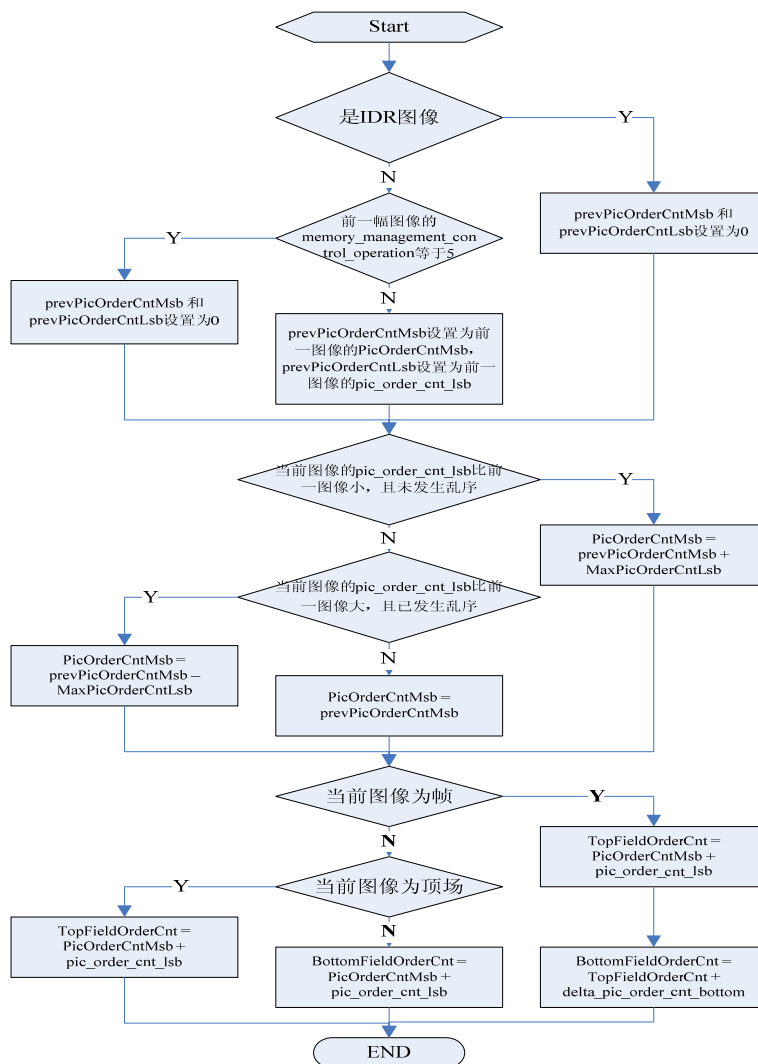 Start
是IDR图像
Y
N
前一幅图像的
memory_management_con
trol_operation等于5
Y
prevPicOrderCntMsb 和
prevPicOrderCntLsb设置为0
prevPicOrderCntMsb 和
prevPicOrderCntLsb设置为0
N
prevPicOrderCntMsb设置为前
一图像的PicOrderCntMsb,
prevPicOrderCntLsb设置为前一
图像的pic_order_cnt_lsb
当前图像的pic_order_cnt_lsb比前
一图像小，且未发生乱序
Y
N
PicOrderCntMsb =
prevPicOrderCntMsb +
MaxPicOrderCntLsb
当前图像的pic_order_cnt_lsb比前
一图像大，且已发生乱序
Y
N
PicOrderCntMsb =
prevPicOrderCntMsb –
MaxPicOrderCntLsb
PicOrderCntMsb =
prevPicOrderCntMsb
当前图像为帧
Y
N
TopFieldOrderCnt =
PicOrderCntMsb +
pic_order_cnt_lsb
当前图像为顶场
Y
N
TopFieldOrderCnt =
PicOrderCntMsb +
pic_order_cnt_lsb
BottomFieldOrderCnt =
PicOrderCntMsb +
pic_order_cnt_lsb
BottomFieldOrderCnt =
TopFieldOrderCnt +
delta_pic_order_cnt_bottom
END